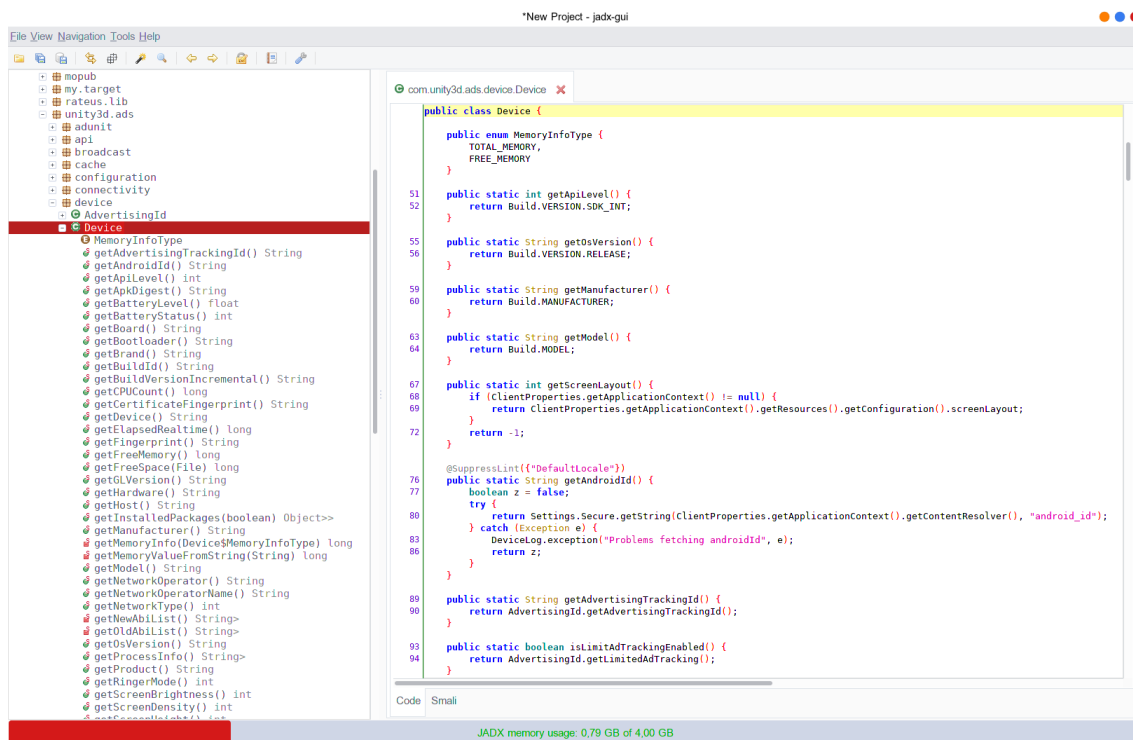 *New Project - jadx-gui
File View Navigation Tools Help
mopub
my.target
rateus.lib
unity3d.ads
adunit
api
broadcast
cache
configuration
connectivity
device
AdvertisingId
Device
MemoryInfoType
getAdvertisingTrackingId() String
getAndroidId() String
getApiLevel() int
getApkDigest() String
getBatteryLevel() float
getBatteryStatus() int
getBoard() String
getBootloader() String
getBrand() String
getBuildId() String
getBuildVersionIncremental() String
getCPUCount() long
getCertificateFingerprint() String
getDevice() String
getElapsedRealtime() long
getFingerprint() String
getFreeMemory() long
getFreeSpace(File) long
getGLVersion() String
getHardware() String
getHost() String
getInstalledPackages(boolean) Object>>
getManufacturer() String
getMemoryInfo(Device$MemoryInfoType) long
getMemoryValueFromString(String) long
getModel() String
getNetworkOperator() String
getNetworkOperatorName() String
getNetworkType() int
getNewAbiList() String>
getOldAbiList() String>
getOsVersion() String
getProcessInfo() String>
getProduct() String
getRingerMode() int
getScreenBrightness() int
getScreenDensity() int
getScreenHeight() int
com.unity3d.ads.device.Device
public class Device {
public enum MemoryInfoType {
TOTAL_MEMORY,
FREE_MEMORY
}
51 public static int getApiLevel() {
52 return Build.VERSION.SDK_INT;
}
55 public static String getOsVersion() {
56 return Build.VERSION.RELEASE;
}
59 public static String getManufacturer() {
60 return Build.MANUFACTURER;
}
63 public static String getModel() {
64 return Build.MODEL;
}
67 public static int getScreenLayout() {
68 if (ClientProperties.getApplicationContext() != null) {
69 return ClientProperties.getApplicationContext().getResources().getConfiguration().screenLayout;
}
72 return -1;
}
@SuppressLint({"DefaultLocale"})
76 public static String getAndroidId() {
77 boolean z = false;
try {
80 return Settings.Secure.getString(ClientProperties.getApplicationContext().getContentResolver(), "android_id");
} catch (Exception e) {
83 DeviceLog.exception("Problems fetching androidId", e);
86 return z;
}
}
89 public static String getAdvertisingTrackingId() {
90 return AdvertisingId.getAdvertisingTrackingId();
}
93 public static boolean isLimitAdTrackingEnabled() {
94 return AdvertisingId.getLimitedAdTracking();
}
Code Smali
JADX memory usage: 0,79 GB of 4,00 GB